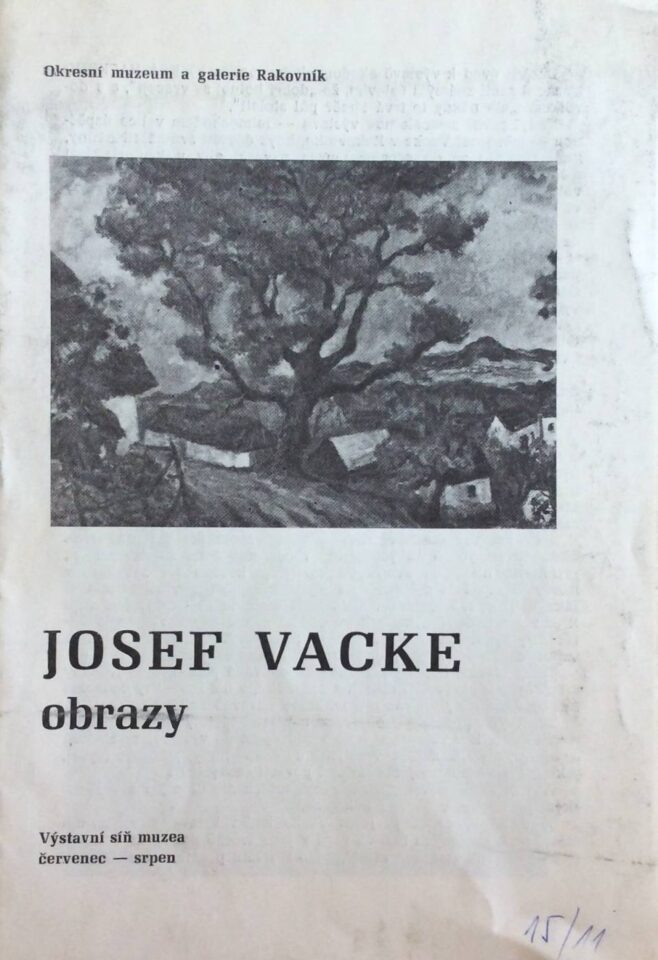 Okresní muzeum a galerie Rakovník
JOSEF VACKE
obrazy
Výstavní síň muzea
červenec — srpen
15/11